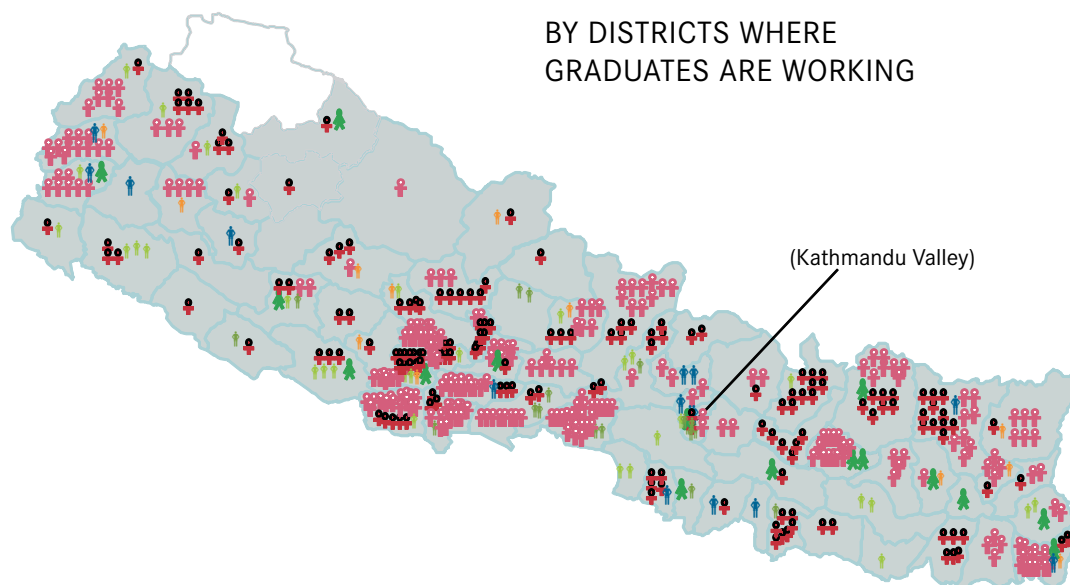 BY DISTRICTS WHERE
GRADUATES ARE WORKING
(Kathmandu Valley)